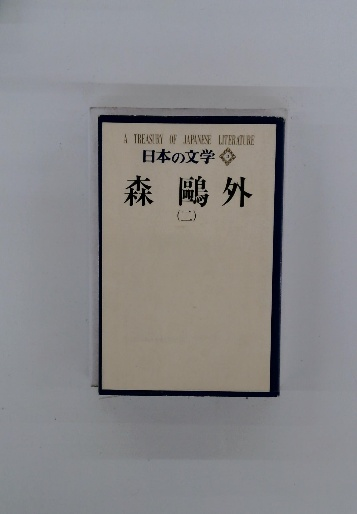 A TREASURY OF JAPANESE LITERATURE
日本の文学
森 鷗 外
(二)